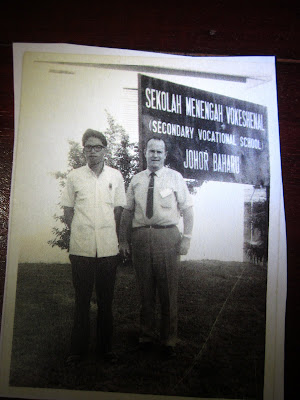 SEKOLAH MENENGAH VOKESHENAL
(SECONDARY VOCATIONAL SCHOOL)
JOHOR BAHARU